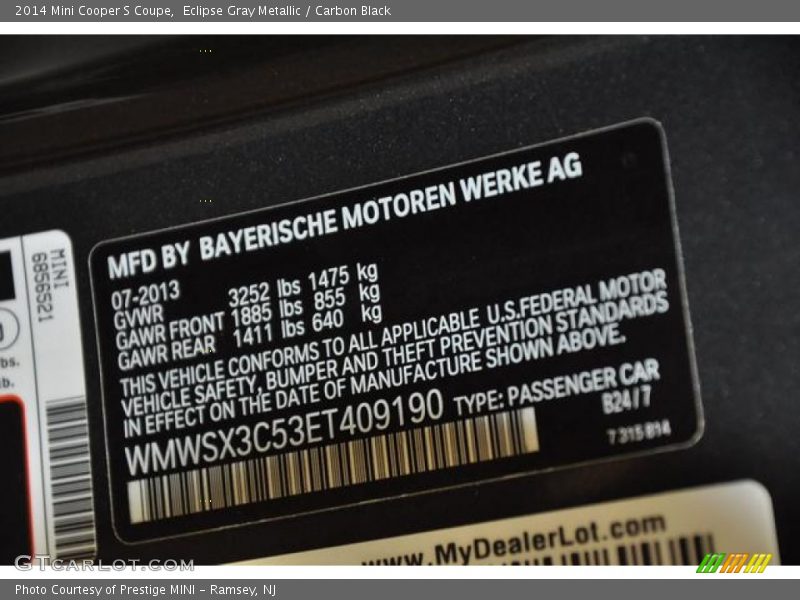 2014 Mini Cooper S Coupe,  Eclipse Gray Metallic / Carbon Black
MFD BY BAYERISCHE MOTOREN WERKE AG
07-2013
GVWR 3252 lbs 1475 kg
GAWR FRONT 1885 lbs 855 kg
GAWR REAR 1411 lbs 640 kg
THIS VEHICLE CONFORMS TO ALL APPLICABLE U.S.FEDERAL MOTOR
VEHICLE SAFETY, BUMPER AND THEFT PREVENTION STANDARDS
IN EFFECT ON THE DATE OF MANUFACTURE SHOWN ABOVE.
WMWSX3C53ET409190 TYPE: PASSENGER CAR
B24/7
7 315 814
MINI
6856521
lbs.
lb.
www.MyDealerLot.com
GTCARLOT.COM
Photo Courtesy of Prestige MINI - Ramsey, NJ